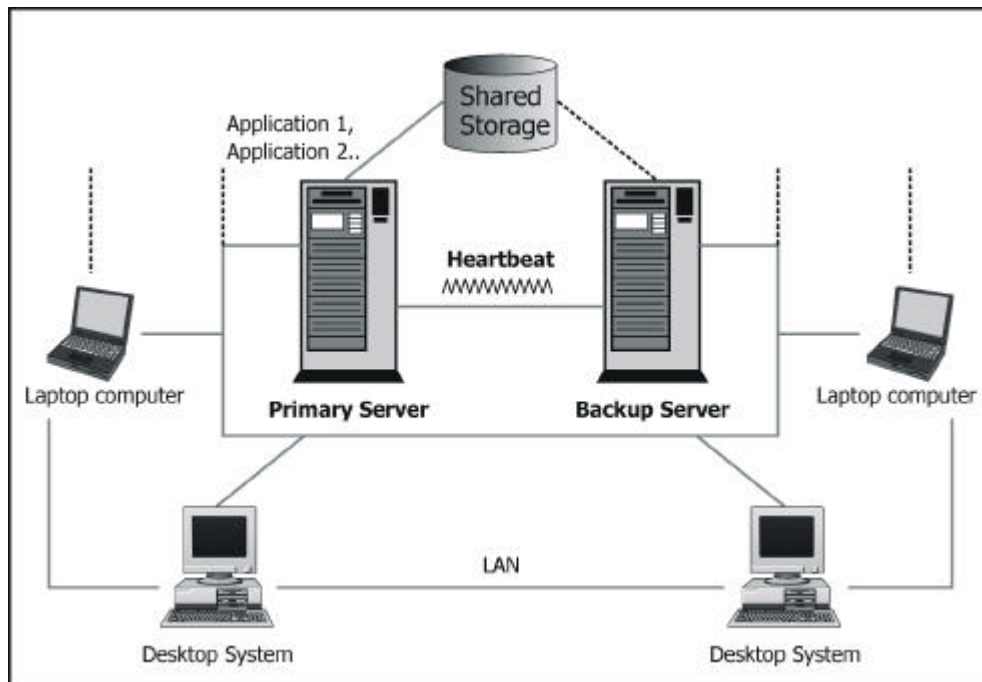 Shared
Storage
Application 1,
Application 2..
Heartbeat
Laptop computer
Primary Server
Backup Server
Laptop computer
LAN
Desktop System
Desktop System